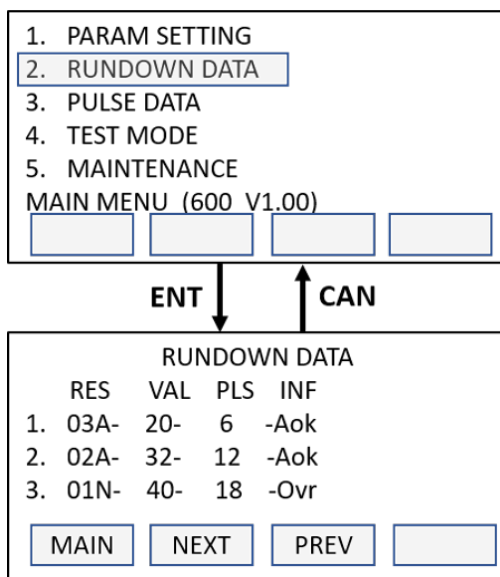 1. PARAM SETTING
2. RUNDOWN DATA
3. PULSE DATA
4. TEST MODE
5. MAINTENANCE
MAIN MENU (600 V1.00)
ENT CAN
RUNDOWN DATA
RES VAL PLS INF
1. 03A- 20- 6 -Aok
2. 02A- 32- 12 -Aok
3. 01N- 40- 18 -Ovr
MAIN NEXT PREV